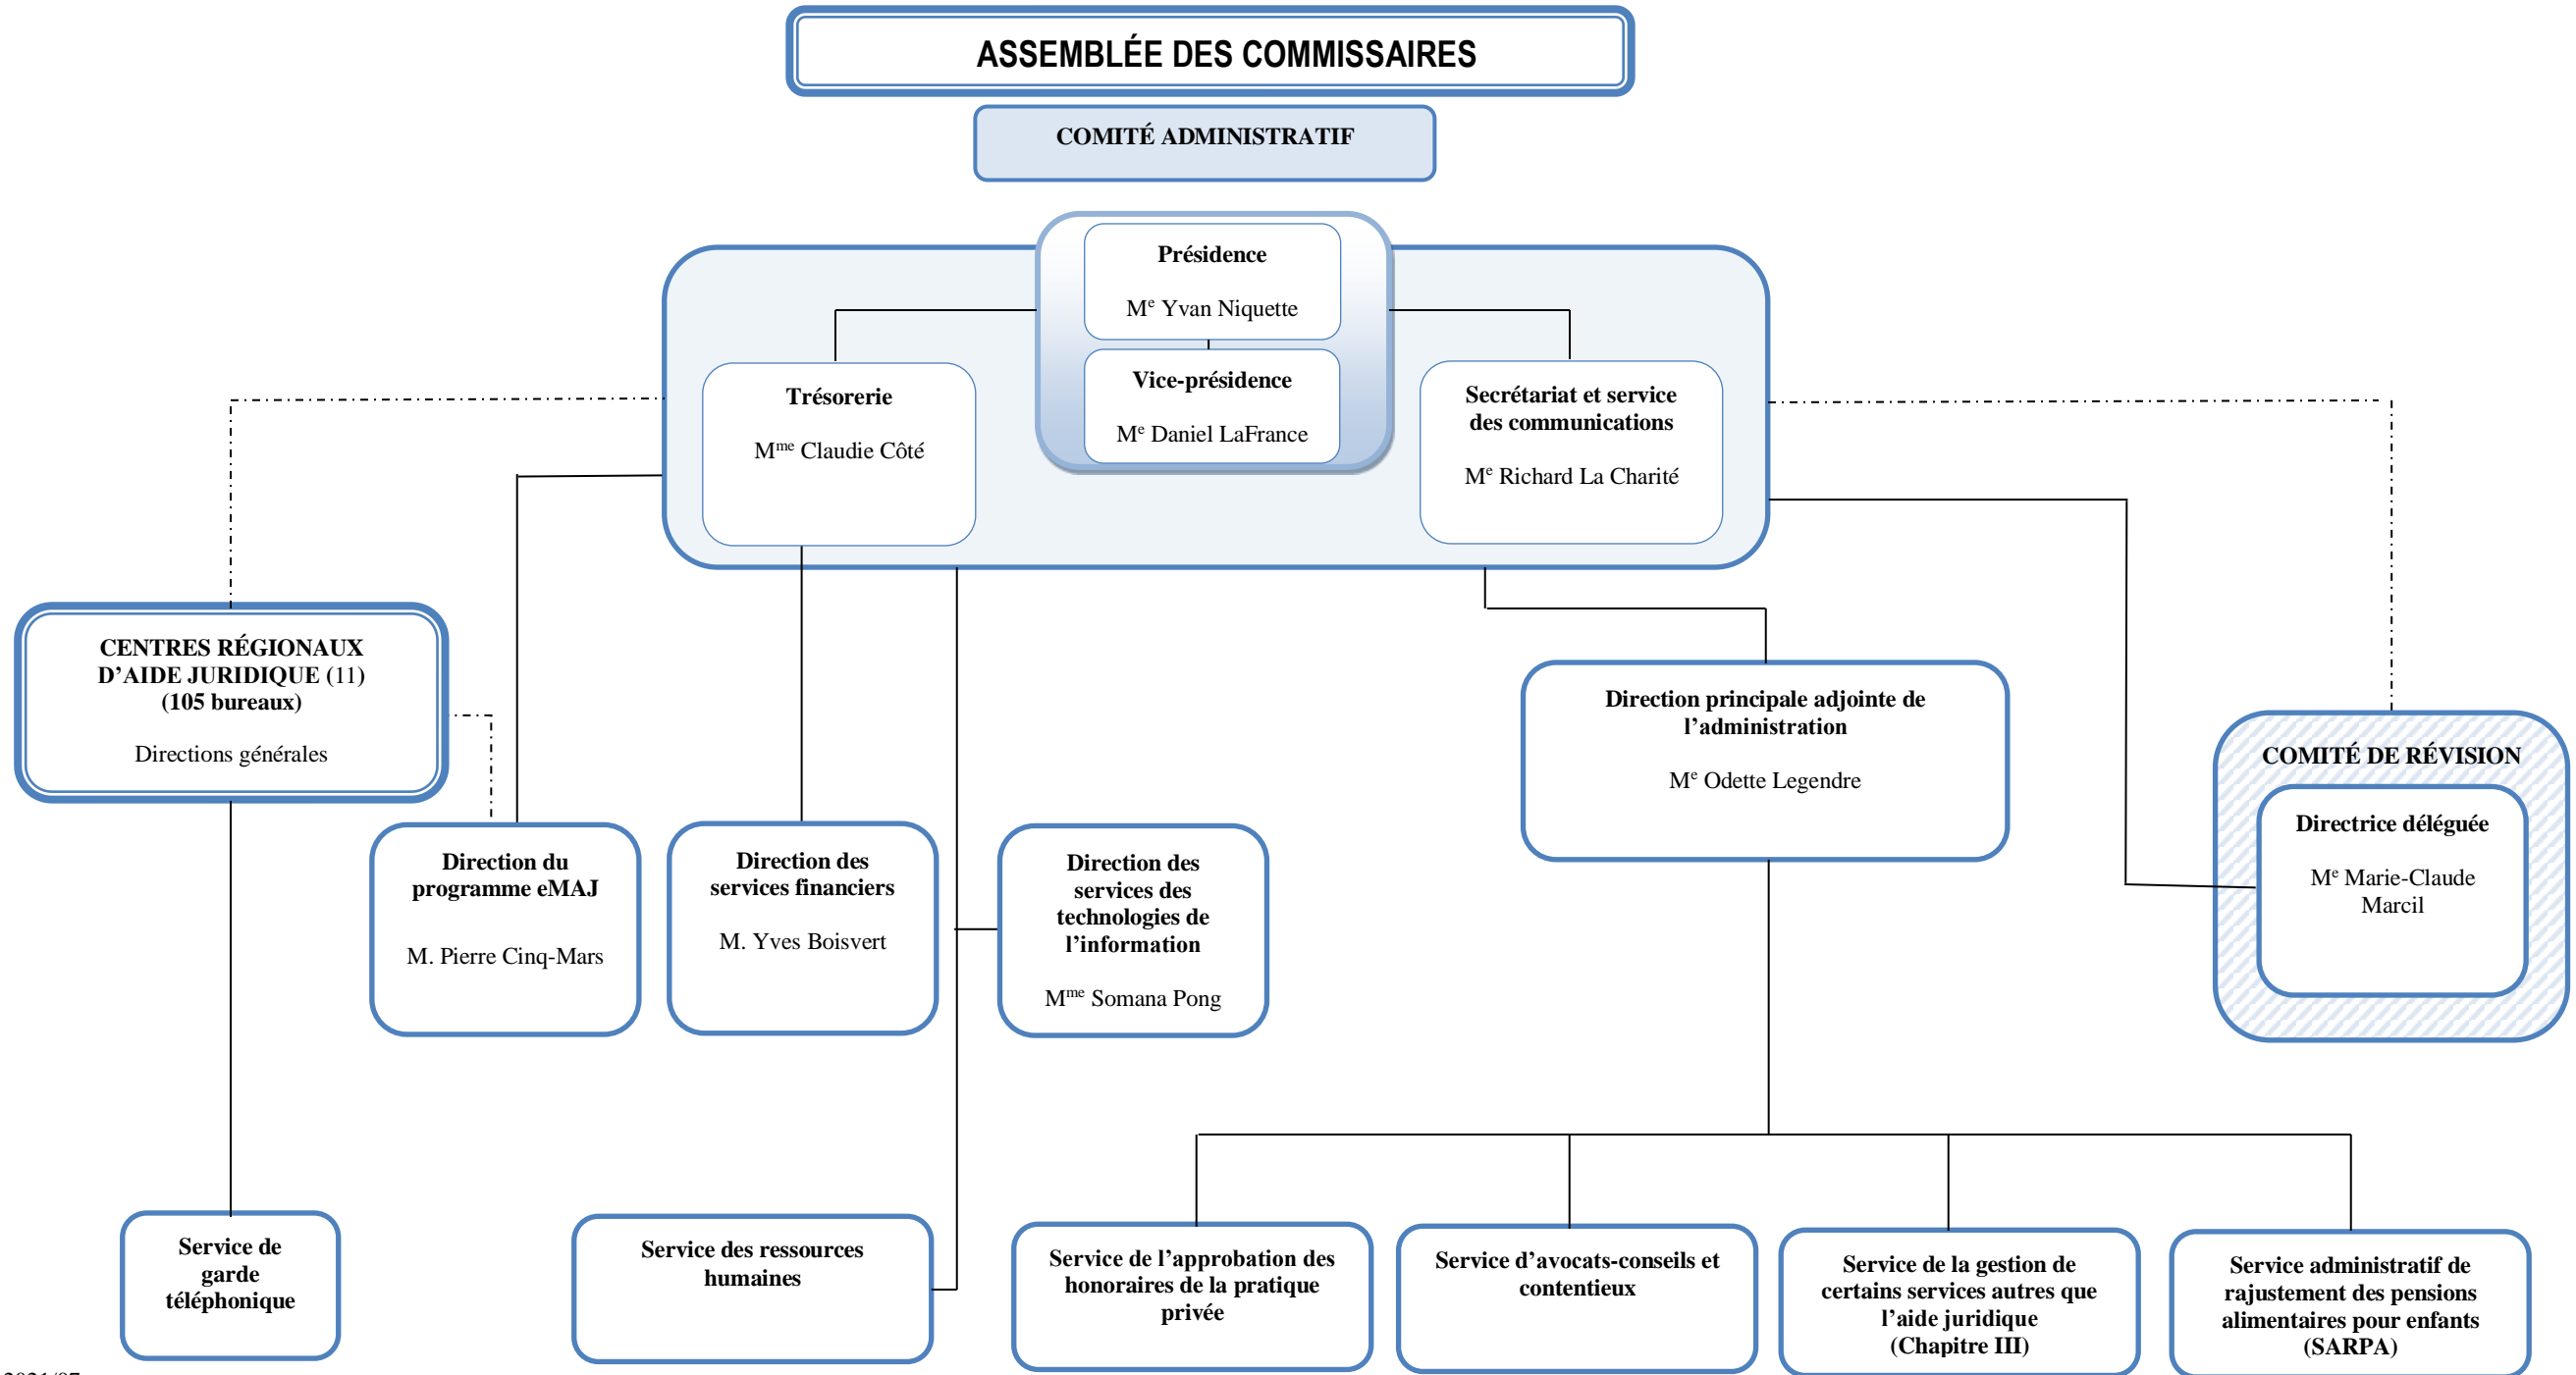 ASSEMBLÉE DES COMMISSAIRES
COMITÉ ADMINISTRATIF
Présidence
Me Yvan Niquette
Vice-présidence
Me Daniel LaFrance
Trésorerie
Mme Claudie Côté
Secrétariat et service
des communications
Me Richard La Charité
CENTRES RÉGIONAUX
D’AIDE JURIDIQUE (11)
(105 bureaux)
Directions générales
Direction principale adjointe de
l’administration
Me Odette Legendre
COMITÉ DE RÉVISION
Directrice déléguée
Me Marie-Claude
Marcil
Direction du
programme eMAJ
M. Pierre Cinq-Mars
Direction des
services financiers
M. Yves Boisvert
Direction des
services des
technologies de
l’information
Mme Somana Pong
Service de
garde
téléphonique
Service des ressources
humaines
Service de l’approbation des
honoraires de la pratique
privée
Service d’avocats-conseils et
contentieux
Service de la gestion de
certains services autres que
l’aide juridique
(Chapitre III)
Service administratif de
rajustement des pensions
alimentaires pour enfants
(SARPA)